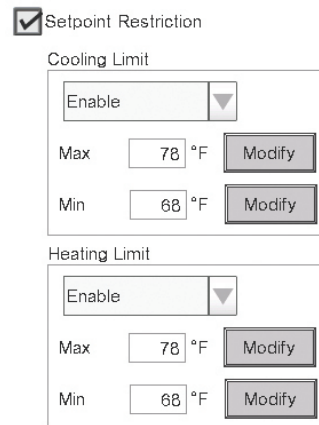 Setpoint Restriction
Cooling Limit
Enable
Max 78 °F Modify
Min 68 °F Modify
Heating Limit
Enable
Max 78 °F Modify
Min 68 °F Modify